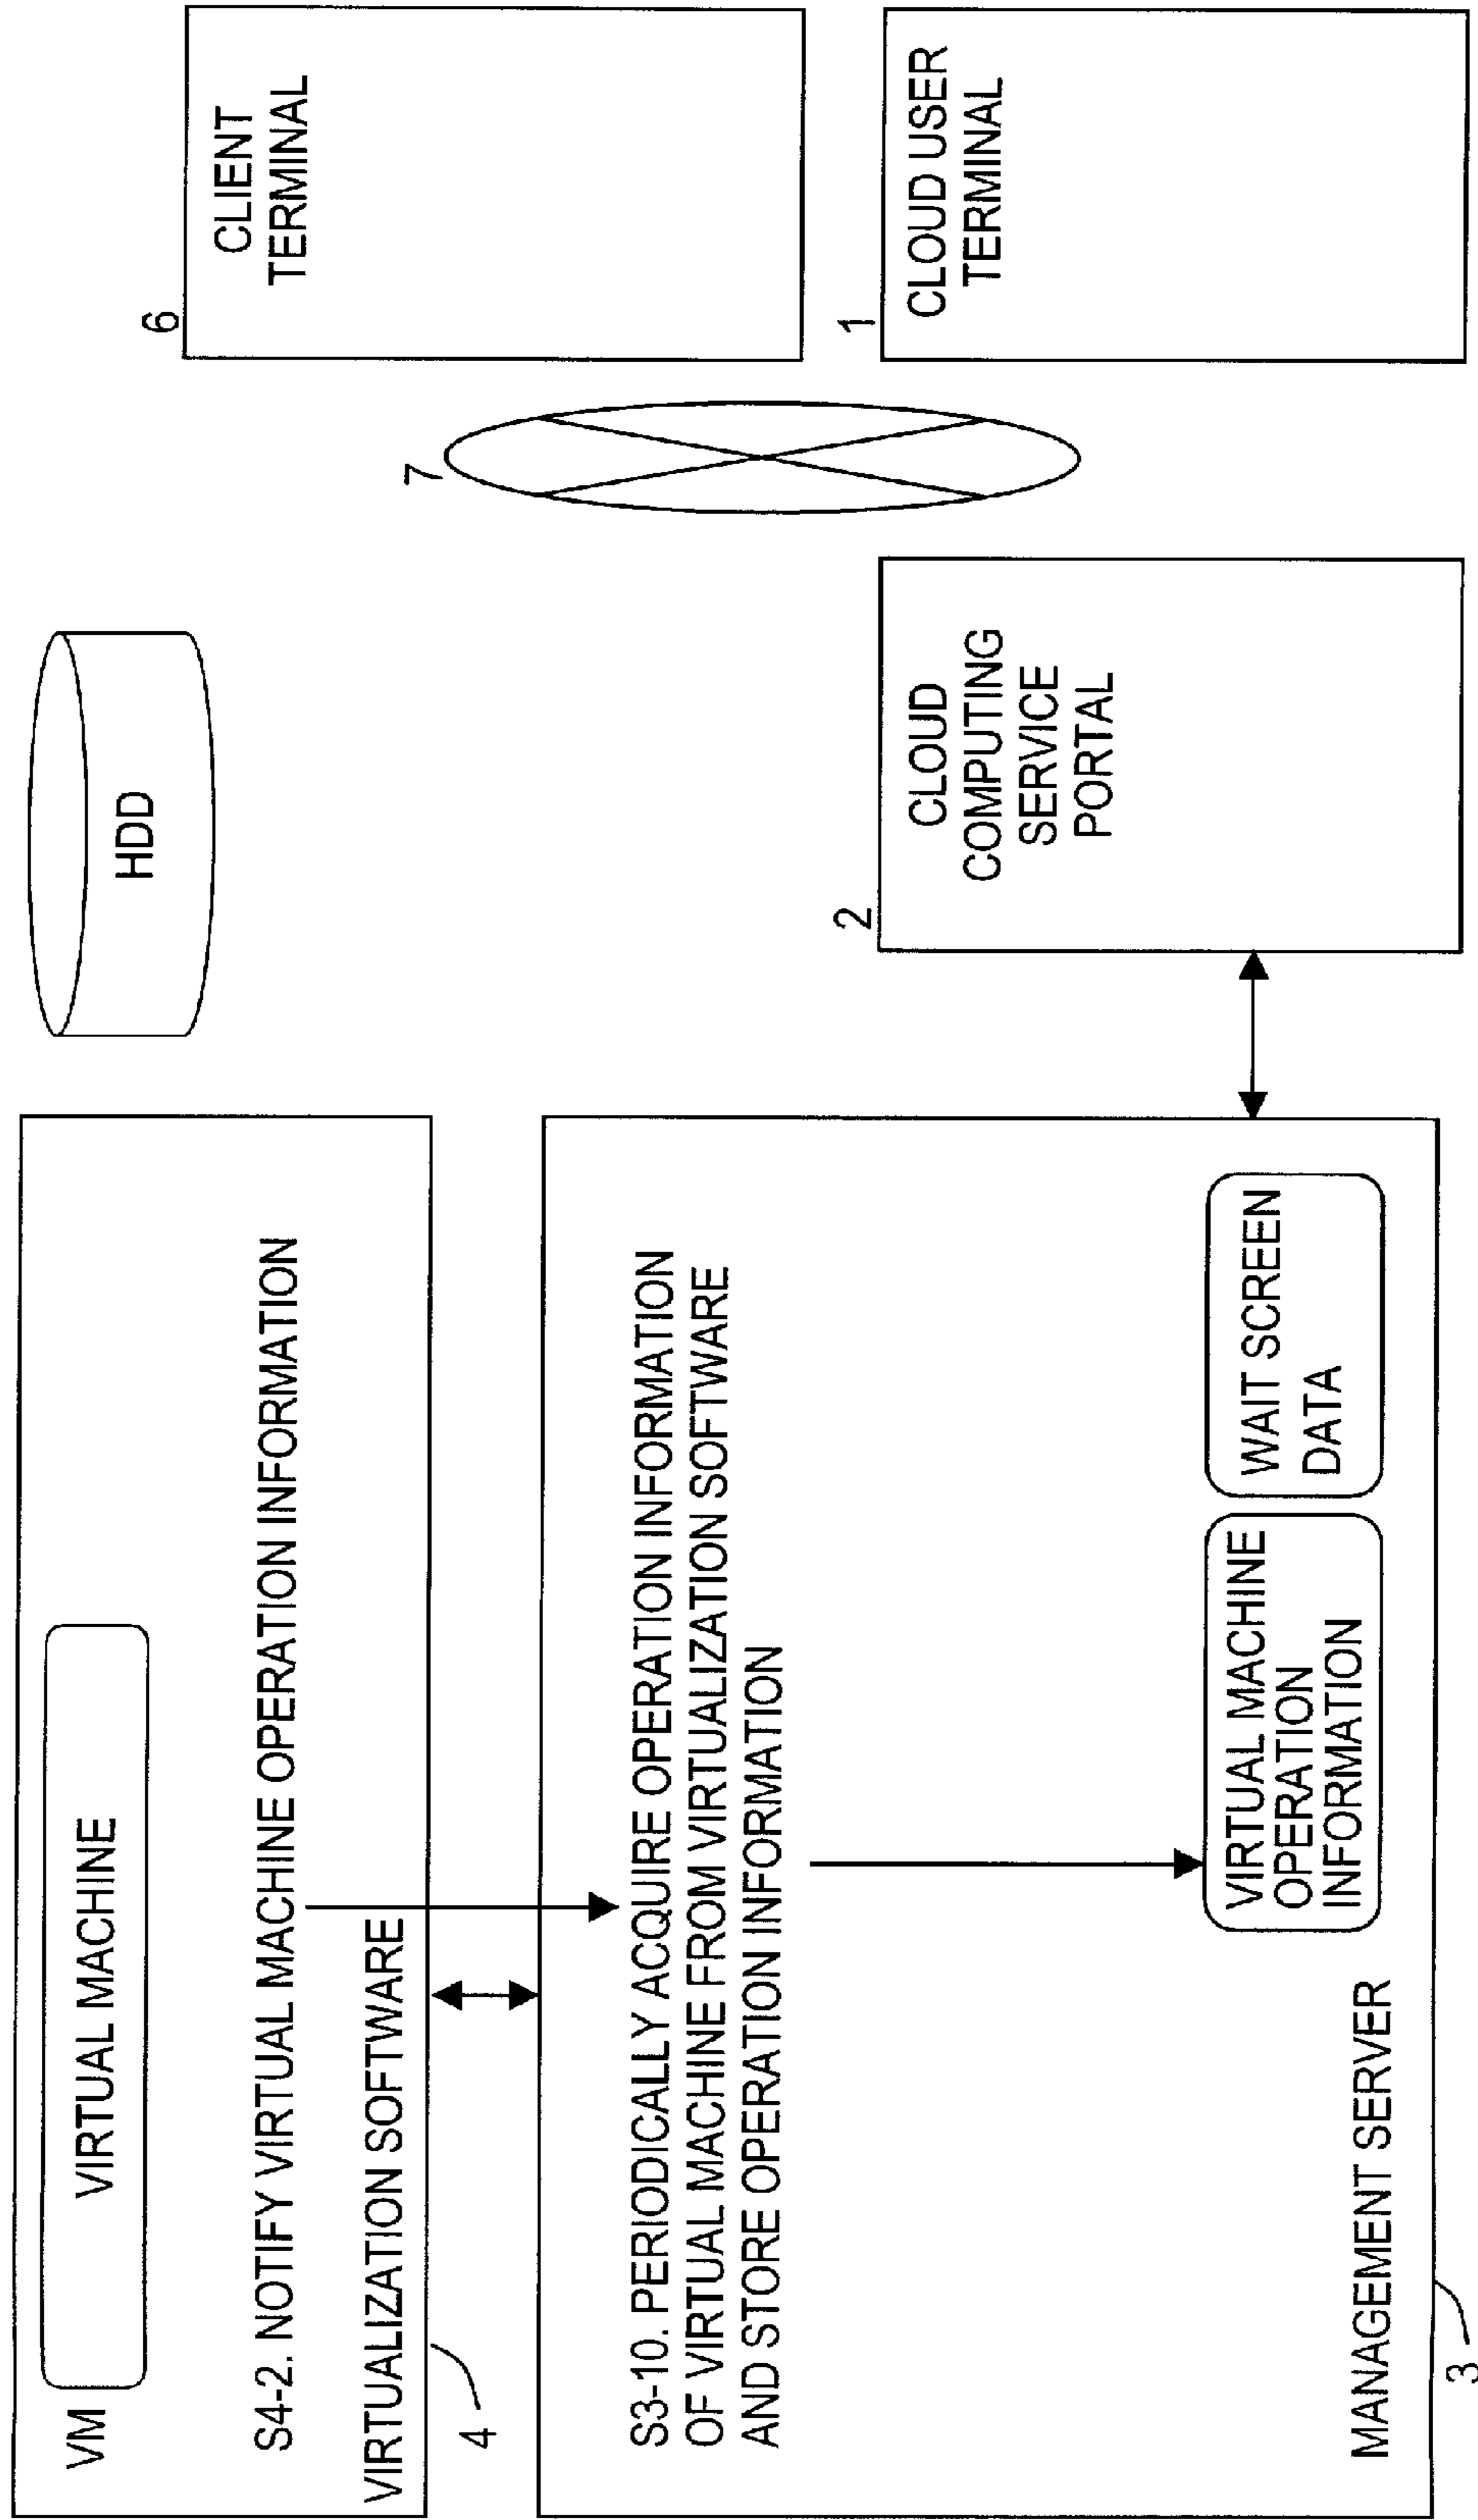 VM
VIRTUAL MACHINE
S4-2. NOTIFY VIRTUAL MACHINE OPERATION INFORMATION
VIRTUALIZATION SOFTWARE
4
HDD
S3-10. PERIODICALLY ACQUIRE OPERATION INFORMATION
OF VIRTUAL MACHINE FROM VIRTUALIZATION SOFTWARE
AND STORE OPERATION INFORMATION
VIRTUAL MACHINE
OPERATION
INFORMATION
WAIT SCREEN
DATA
MANAGEMENT SERVER
3
2
CLOUD
COMPUTING
SERVICE
PORTAL
7
6
CLIENT
TERMINAL
1
CLOUD USER
TERMINAL